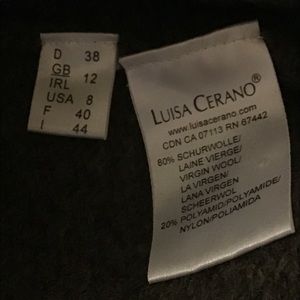 D 38
GB 12
IRL
USA 8
F 40
I 44
LUISA CERANO®
www.luisacerano.com
CDN CA 07113 RN 67442
80% SCHURWOLLE/
LAINE VIERGE/
VIRGIN WOOL/
LA VIRGEN/
LANA VIRGEN
SCHEERWOL
20% POLYAMID/POLYAMIDE/
NYLON/POLIAMIDA